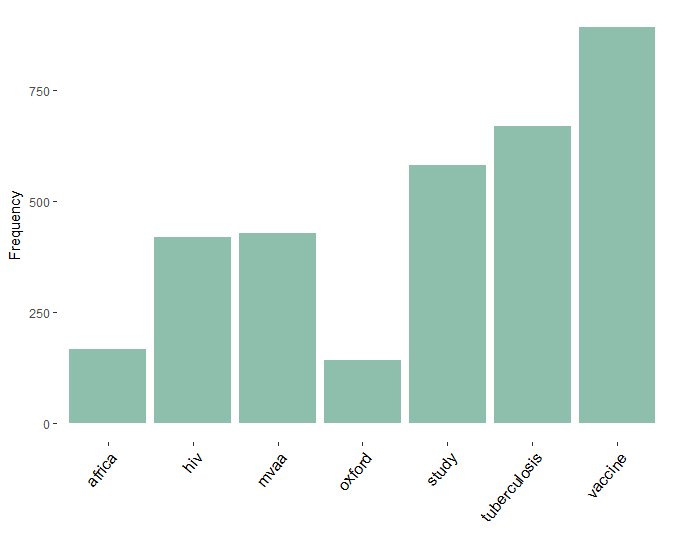 Frequency
750
500
250
0
africa
hiv
mvaa
oxford
study
tuberculosis
vaccine